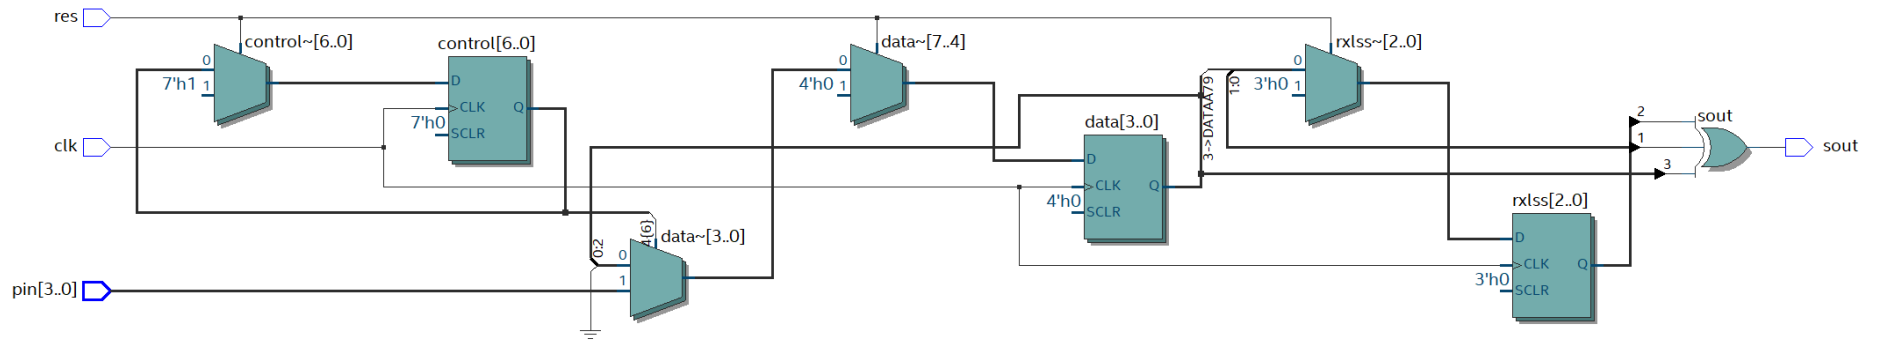 res
control~[6..0]
0
7'h1
1
control[6..0]
D
CLK
7'h0
SCLR
Q
clk
data~[7..4]
0
4'h0
1
rxlss~[2..0]
0
3'h0
1
3->DATAA79
1:0
data[3..0]
D
CLK
4'h0
SCLR
Q
2
1
3
sout
sout
rxlss[2..0]
D
CLK
3'h0
SCLR
Q
0:2
4{6}
data~[3..0]
0
1
pin[3..0]